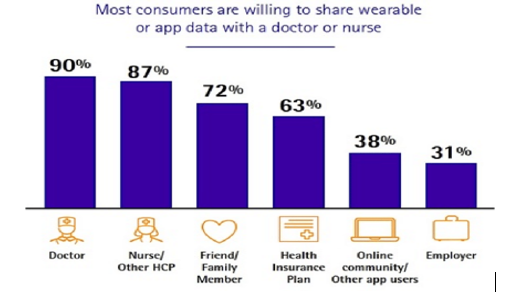 Most consumers are willing to share wearable
or app data with a doctor or nurse
90%
87%
72%
63%
38%
31%
Doctor
Nurse/
Other HCP
Friend/
Family
Member
Health
Insurance
Plan
Online
community/
Other app users
Employer